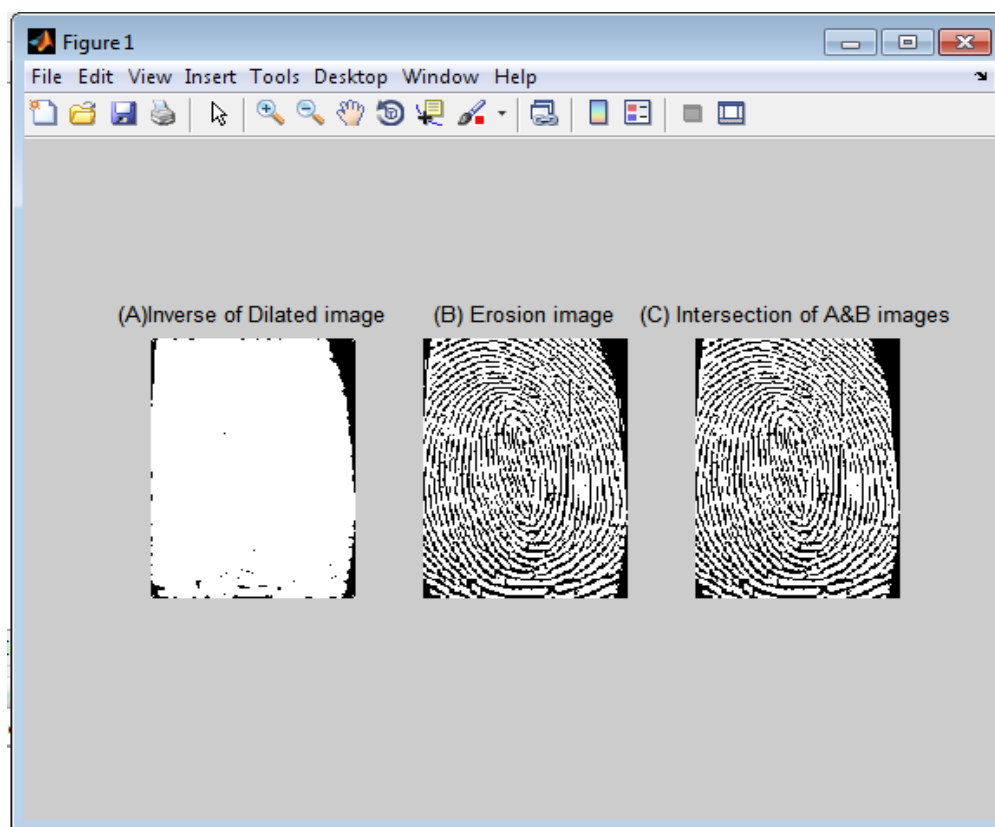 Figure 1
File Edit View Insert Tools Desktop Window Help
(A)Inverse of Dilated image (B) Erosion image (C) Intersection of A&B images